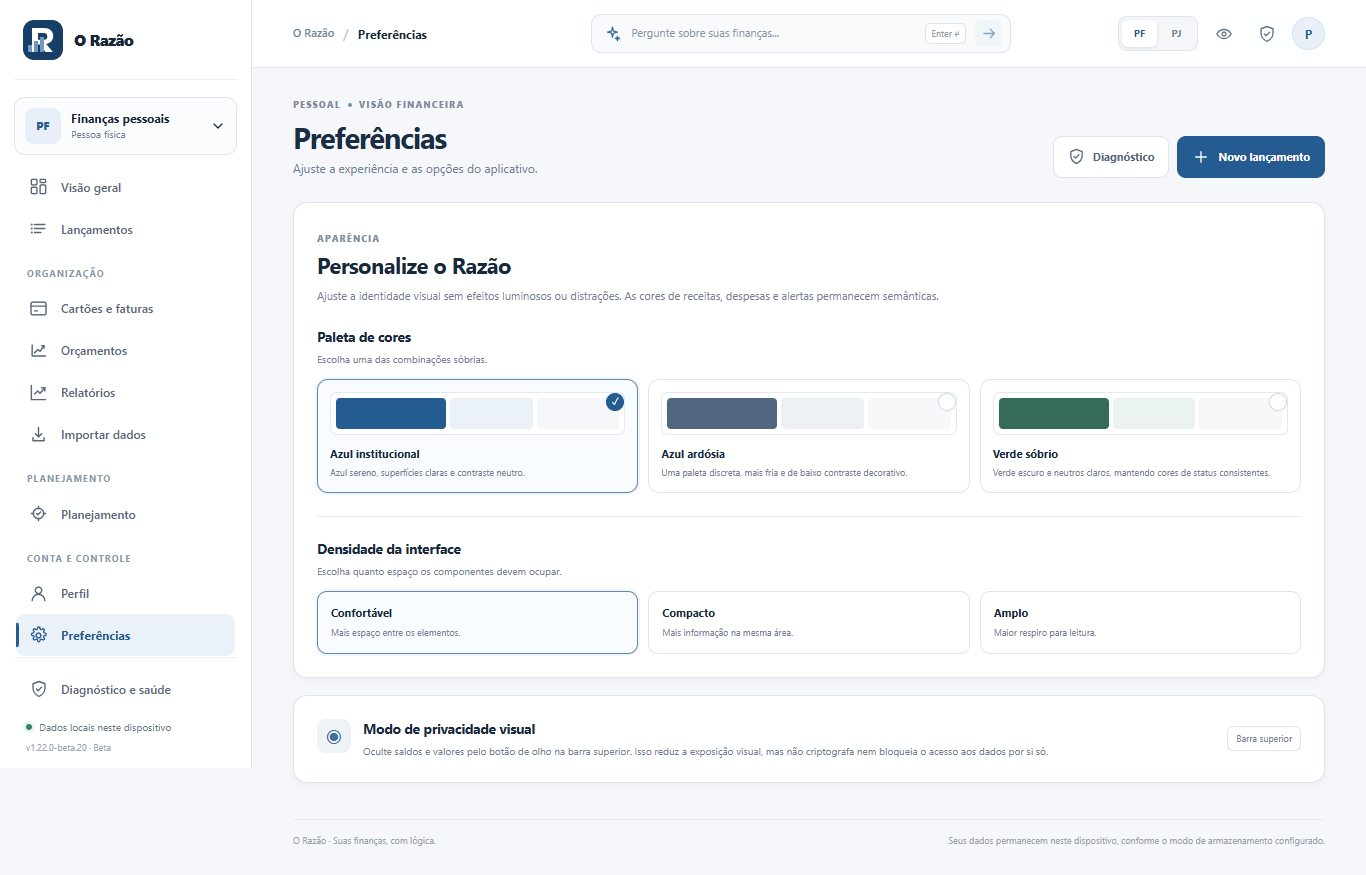 R O Razão
PF Finanças pessoais
Pessoa física
Visão geral
Lançamentos
ORGANIZAÇÃO
Cartões e faturas
Orçamentos
Relatórios
Importar dados
PLANEJAMENTO
Planejamento
CONTA E CONTROLE
Perfil
Preferências
Diagnóstico e saúde
Dados locais neste dispositivo
v1.22.0-beta.20 · Beta
O Razão / Preferências
Pergunte sobre suas finanças... Enter ↵
PF PJ P
PESSOAL • VISÃO FINANCEIRA
Preferências
Ajuste a experiência e as opções do aplicativo.
Diagnóstico
Novo lançamento
APARÊNCIA
Personalize o Razão
Ajuste a identidade visual sem efeitos luminosos ou distrações. As cores de receitas, despesas e alertas permanecem semânticas.
Paleta de cores
Escolha uma das combinações sóbrias.
Azul institucional
Azul sereno, superfícies claras e contraste neutro.
Azul ardósia
Uma paleta discreta, mais fria e de baixo contraste decorativo.
Verde sóbrio
Verde escuro e neutros claros, mantendo cores de status consistentes.
Densidade da interface
Escolha quanto espaço os componentes devem ocupar.
Confortável
Mais espaço entre os elementos.
Compacto
Mais informação na mesma área.
Amplo
Maior respiro para leitura.
Modo de privacidade visual
Oculte saldos e valores pelo botão de olho na barra superior. Isso reduz a exposição visual, mas não criptografa nem bloqueia o acesso aos dados por si só.
Barra superior
O Razão · Suas finanças, com lógica.
Seus dados permanecem neste dispositivo, conforme o modo de armazenamento configurado.